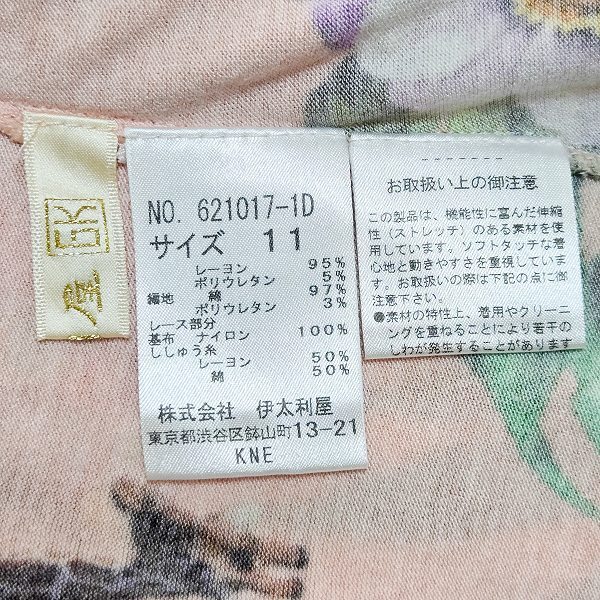 屋
NO. 621017-1D
サイズ 11
レーヨン 95%
ポリウレタン 5%
綿 97%
繝地
ポリウレタン 3%
レース部分
基布 ナイロン 100%
ししゅう糸
レーヨン 50%
綿 50%
株式会社 伊太利屋
東京都渋谷区鉢山町13-21
KNE
-------
お取扱い上の御注意
この製品は、機能性に富んだ伸縮
性（ストレッチ）のある素材を使
用しています。ソフトタッチな着
心地と動きやすさを重視していま
す。お取扱いの際は下記の点に御
注意下さい。
●素材の特性上、着用やクリーニ
ングを重ねることにより若干の
しわが発生することがあります